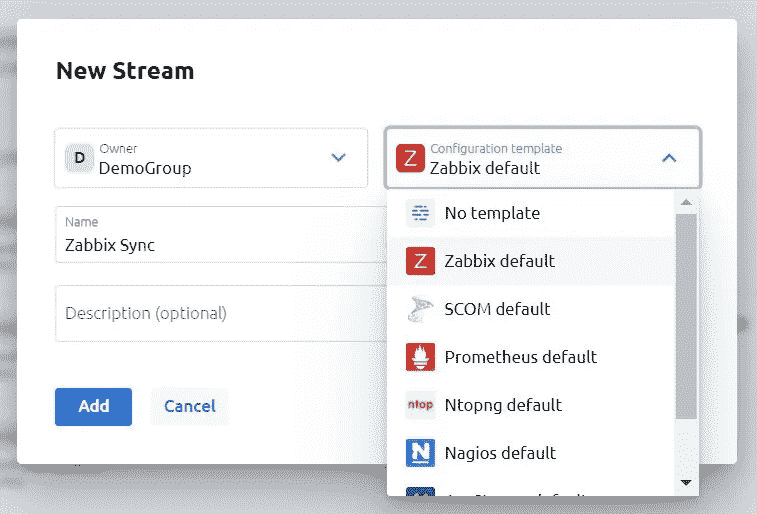 New Stream
D
Owner
DemoGroup
Z
Configuration template
Zabbix default
Name
Zabbix Sync
Description (optional)
Add
Cancel
No template
Z
Zabbix default
SCOM default
Prometheus default
ntop
Ntopng default
N
Nagios default